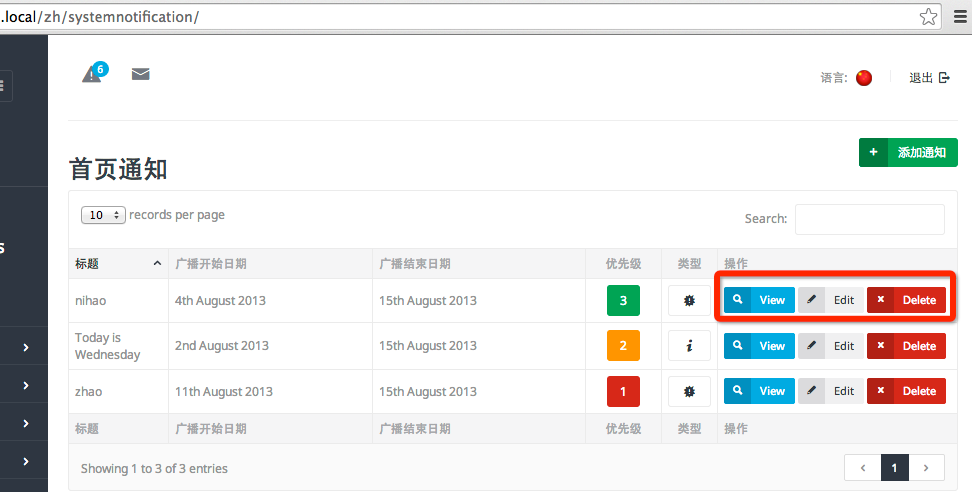 .local/zh/systemnotification/
6
语言:
退出
添加通知
首页通知
10 records per page
Search:
标题 广播开始日期 广播结束日期 优先级 类型 操作
nihao 4th August 2013 15th August 2013 3 View Edit Delete
Today is
Wednesday 2nd August 2013 15th August 2013 2 i View Edit Delete
zhao 11th August 2013 15th August 2013 1 View Edit Delete
标题 广播开始日期 广播结束日期 优先级 类型 操作
Showing 1 to 3 of 3 entries
1
s